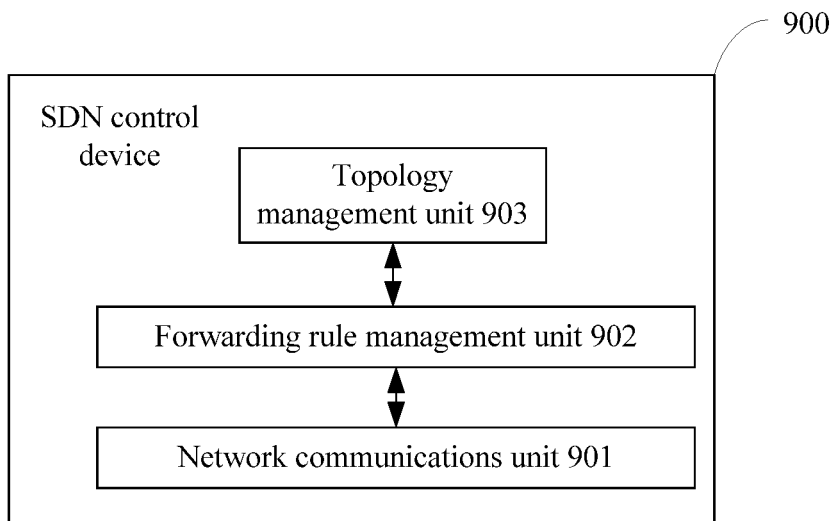 900
SDN control
device
Topology
management unit 903
Forwarding rule management unit 902
Network communications unit 901